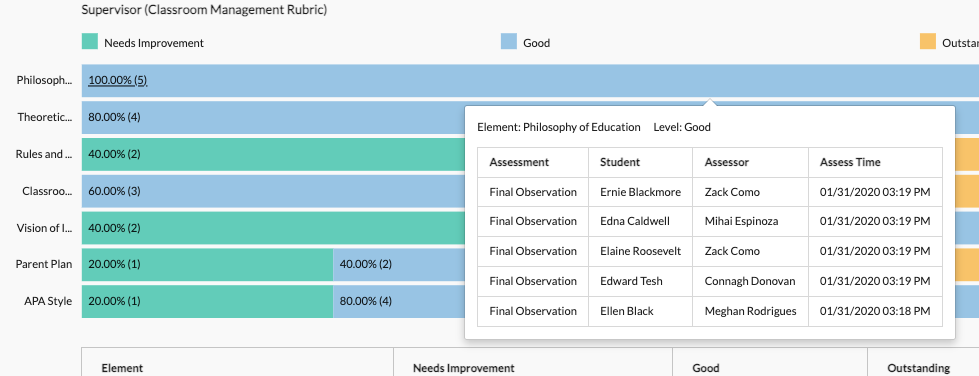 Supervisor (Classroom Management Rubric)
Needs Improvement Good Outstan
Philosoph... 100.00% (5)
Theoretic... 80.00% (4)
Rules and ... 40.00% (2)
Classroo... 60.00% (3)
Vision of I... 40.00% (2)
Parent Plan 20.00% (1) 40.00% (2)
APA Style 20.00% (1) 80.00% (4)
Element: Philosophy of Education Level: Good
Assessment Student Assessor Assess Time
Final Observation Ernie Blackmore Zack Como 01/31/2020 03:19 PM
Final Observation Edna Caldwell Mihai Espinoza 01/31/2020 03:19 PM
Final Observation Elaine Roosevelt Zack Como 01/31/2020 03:19 PM
Final Observation Edward Tesh Connagh Donovan 01/31/2020 03:19 PM
Final Observation Ellen Black Meghan Rodrigues 01/31/2020 03:18 PM
Element Needs Improvement Good Outstanding